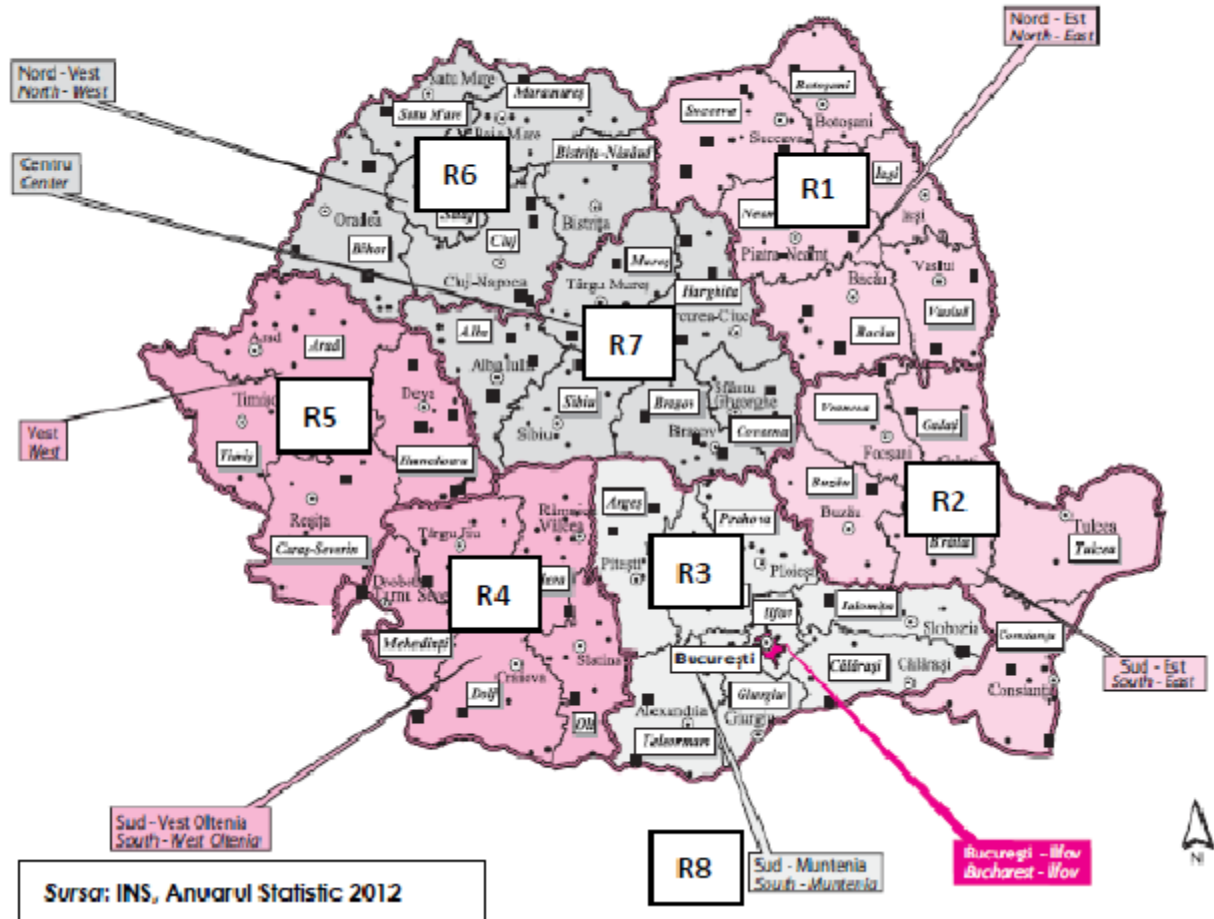 Nord - Est
North - East
Nord - Vest
North - West
Centru
Center
Satu Mare
Maramureș
Satu Mare
Botoșani
Botoșani
Suceava
Suceava
Bistrița-Năsăud
Iași
Iași
R6
R1
Oradea
Bihor
Cluj
Cluj-Napoca
Bistrița
Piatra-Neamț
Vaslui
Vaslui
Bacău
Bacău
Mureș
Târgu Mureș
Harghita
R7
Alba
Alba Iulia
Sibiu
Sibiu
Brașov
Brașov
Sfântu
Gheorghe
Covasna
Arad
Arad
R5
Deva
Timiș
Hunedoara
Vest
West
Reșița
Caraș-Severin
Vrancea
Focșani
Galați
Buzău
Buzău
R2
Brăila
Tulcea
Tulcea
Argeș
Prahova
Pitești
Ploiești
R3
Târgu Jiu
Râmnicu
Vâlcea
R4
Mehedinți
Slatina
Craiova
Dolj
Olt
Ilfov
București
Ialomița
Slobozia
Călărași
Călărași
Giurgiu
Giurgiu
Alexandria
Teleorman
Constanța
Constanța
Sud - Est
South - East
Sud - Vest Oltenia
South - West Oltenia
R8
Sud - Muntenia
South - Muntenia
București - Ilfov
Bucharest - Ilfov
N
Sursa: INS, Anuarul Statistic 2012